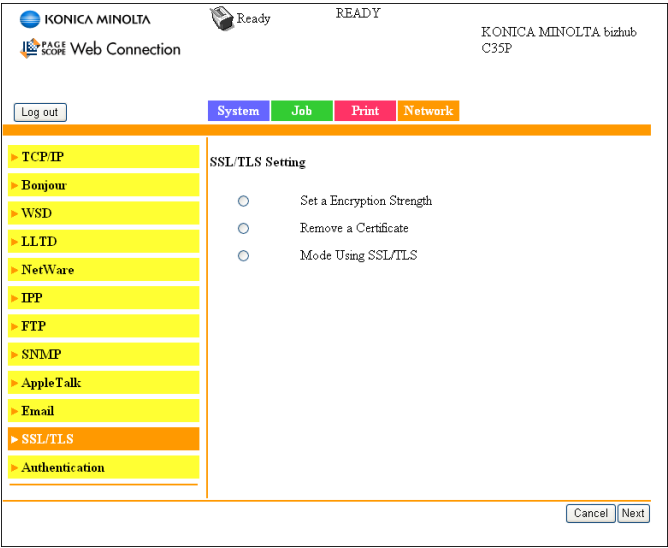 KONICA MINOLTA
PAGE SCOPE Web Connection
Ready
READY
KONICA MINOLTA bizhub
C35P
Log out
System
Job
Print
Network
TCP/IP
Bonjour
WSD
LLTD
NetWare
IPP
FTP
SNMP
AppleTalk
Email
SSL/TLS
Authentication
SSL/TLS Setting
Set a Encryption Strength
Remove a Certificate
Mode Using SSL/TLS
Cancel
Next